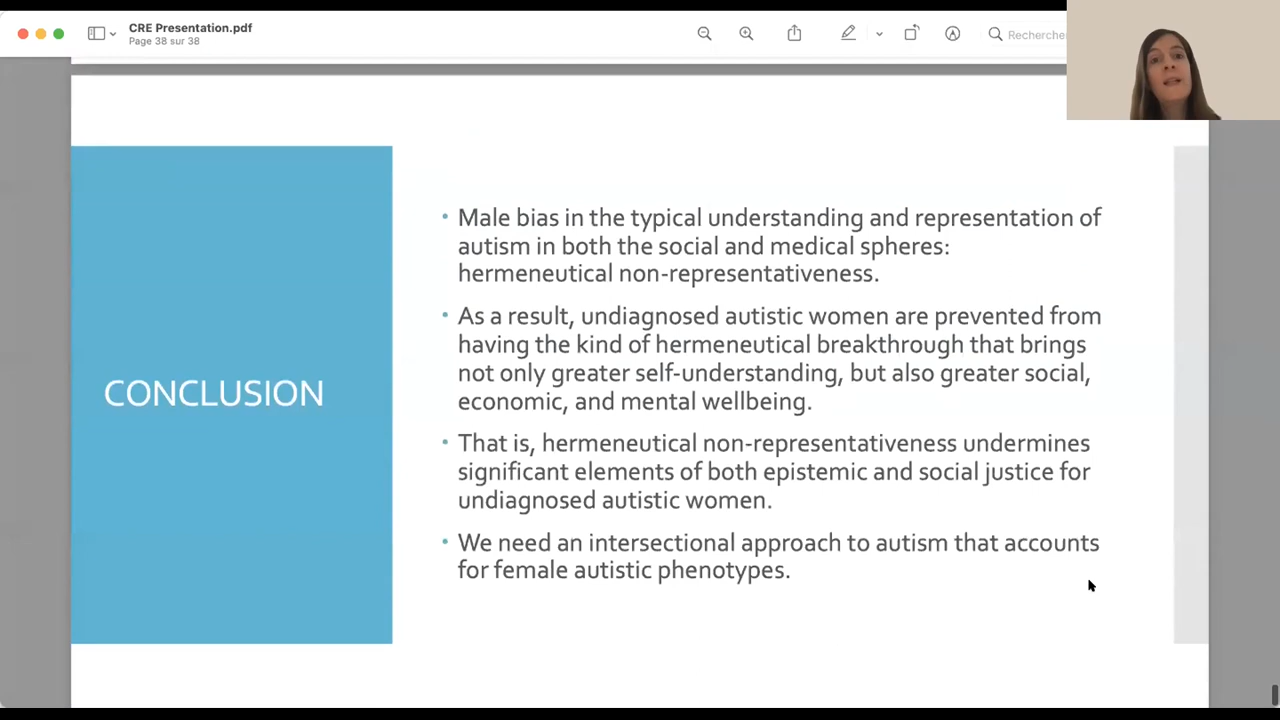 CRE Presentation.pdf
Page 38 sur 38
Recherche
CONCLUSION
• Male bias in the typical understanding and representation of
autism in both the social and medical spheres:
hermeneutical non-representativeness.
• As a result, undiagnosed autistic women are prevented from
having the kind of hermeneutical breakthrough that brings
not only greater self-understanding, but also greater social,
economic, and mental wellbeing.
• That is, hermeneutical non-representativeness undermines
significant elements of both epistemic and social justice for
undiagnosed autistic women.
• We need an intersectional approach to autism that accounts
for female autistic phenotypes.